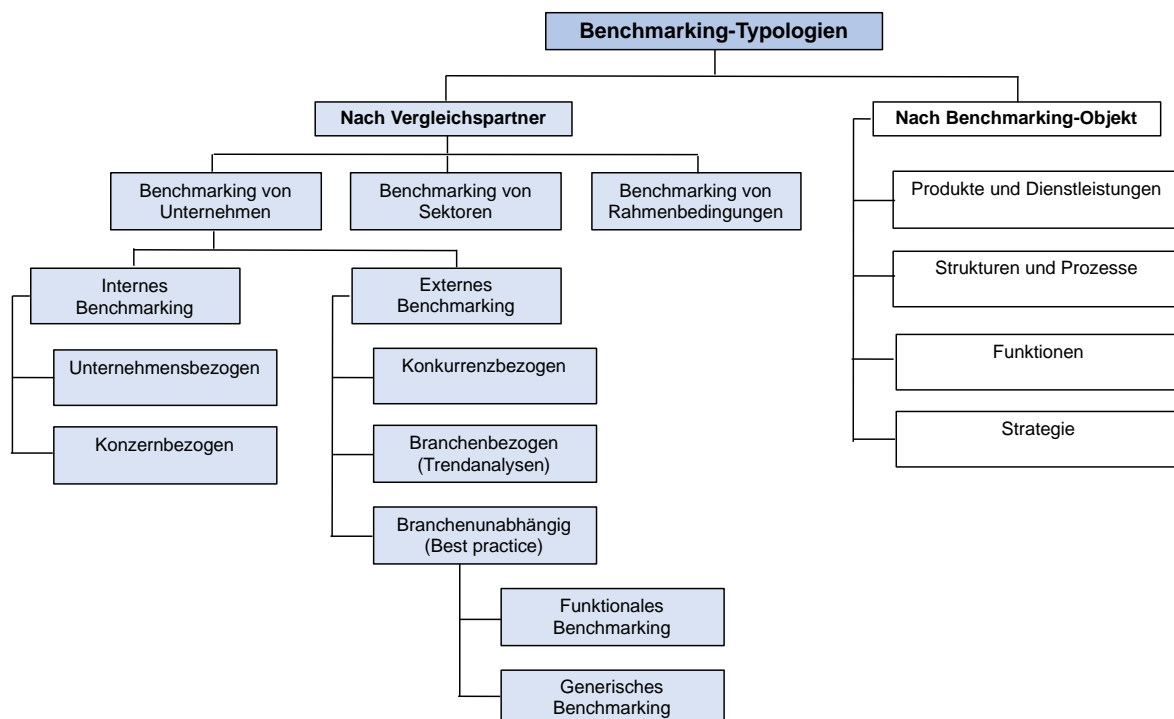 Benchmarking-Typologien
Nach Vergleichspartner
Nach Benchmarking-Objekt
Benchmarking von
Unternehmen
Benchmarking von
Sektoren
Benchmarking von
Rahmenbedingungen
Produkte und Dienstleistungen
Internes
Benchmarking
Externes
Benchmarking
Strukturen und Prozesse
Unternehmensbezogen
Konkurrenzbezogen
Funktionen
Konzernbezogen
Branchenbezogen
(Trendanalysen)
Strategie
Branchenunabhängig
(Best practice)
Funktionales
Benchmarking
Generisches
Benchmarking